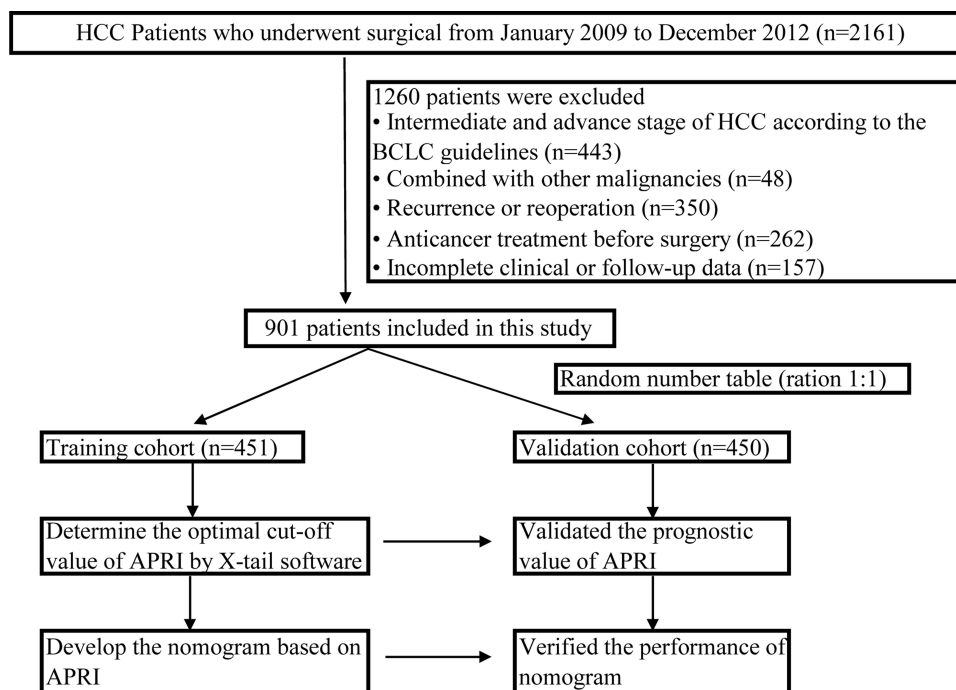 HCC Patients who underwent surgical from January 2009 to December 2012 (n=2161)
1260 patients were excluded
• Intermediate and advance stage of HCC according to the
BCLC guidelines (n=443)
• Combined with other malignancies (n=48)
• Recurrence or reoperation (n=350)
• Anticancer treatment before surgery (n=262)
• Incomplete clinical or follow-up data (n=157)
901 patients included in this study
Random number table (ration 1:1)
Training cohort (n=451)
Validation cohort (n=450)
Determine the optimal cut-off
value of APRI by X-tail software
Validated the prognostic
value of APRI
Develop the nomogram based on
APRI
Verified the performance of
nomogram